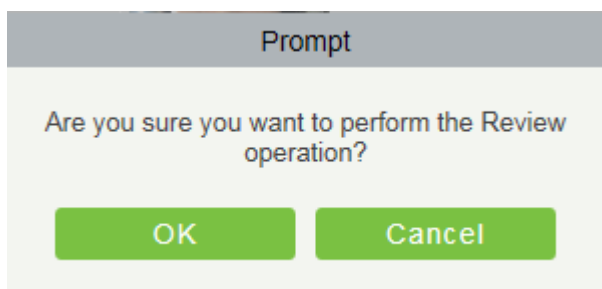 Prompt
Are you sure you want to perform the Review
operation?
OK
Cancel